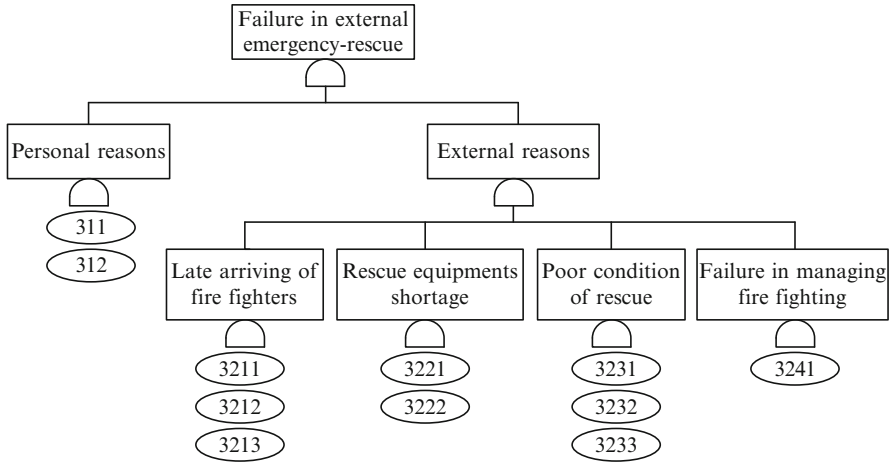 Failure in external
emergency-rescue
Personal reasons
External reasons
311
312
Late arriving of
fire fighters
Rescue equipments
shortage
Poor condition
of rescue
Failure in managing
fire fighting
3211
3212
3213
3221
3222
3231
3232
3233
3241